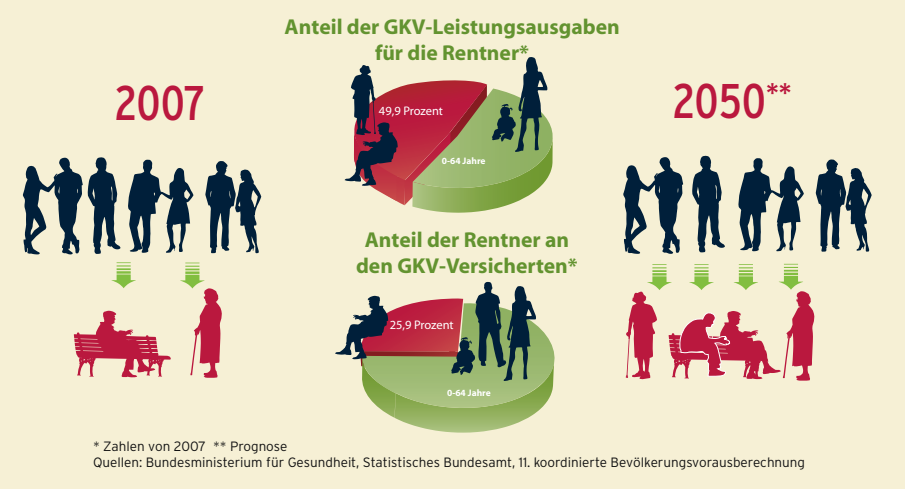 Anteil der GKV-Leistungsausgaben
für die Rentner*
2007
49,9 Prozent
0-64 Jahre
2050**
Anteil der Rentner an
den GKV-Versicherten*
25,9 Prozent
0-64 Jahre
* Zahlen von 2007 ** Prognose
Quellen: Bundesministerium für Gesundheit, Statistisches Bundesamt, 11. koordinierte Bevölkerungsvorausberechnung